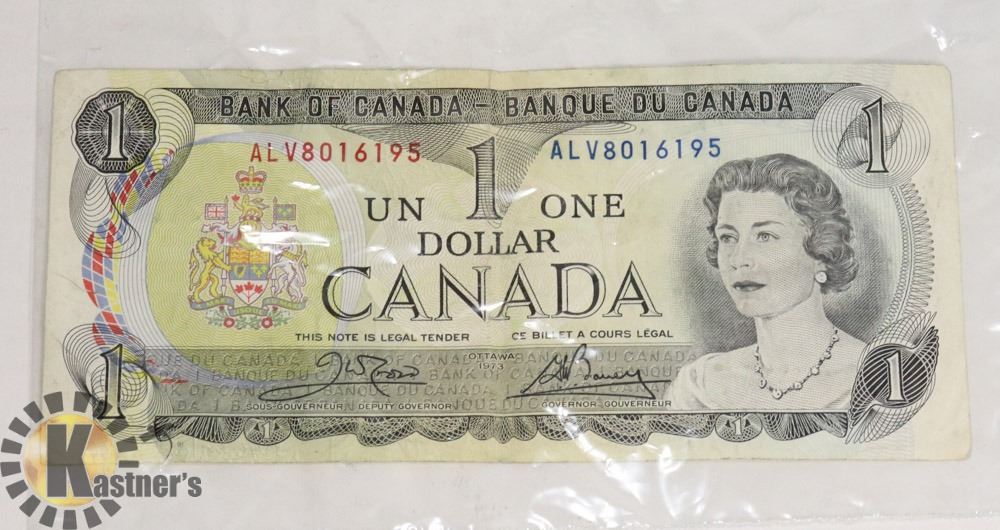 1 BANK OF CANADA – BANQUE DU CANADA 1
ALV8016195 1 ALV8016195
UN ONE
DOLLAR
CANADA
THIS NOTE IS LEGAL TENDER CE BILLET A COURS LÉGAL
OTTAWA
1973
SOUS-GOUVERNEUR DEPUTY GOVERNOR GOVERNOR-GOUVERNEUR
1 1
1 1
Kastner's